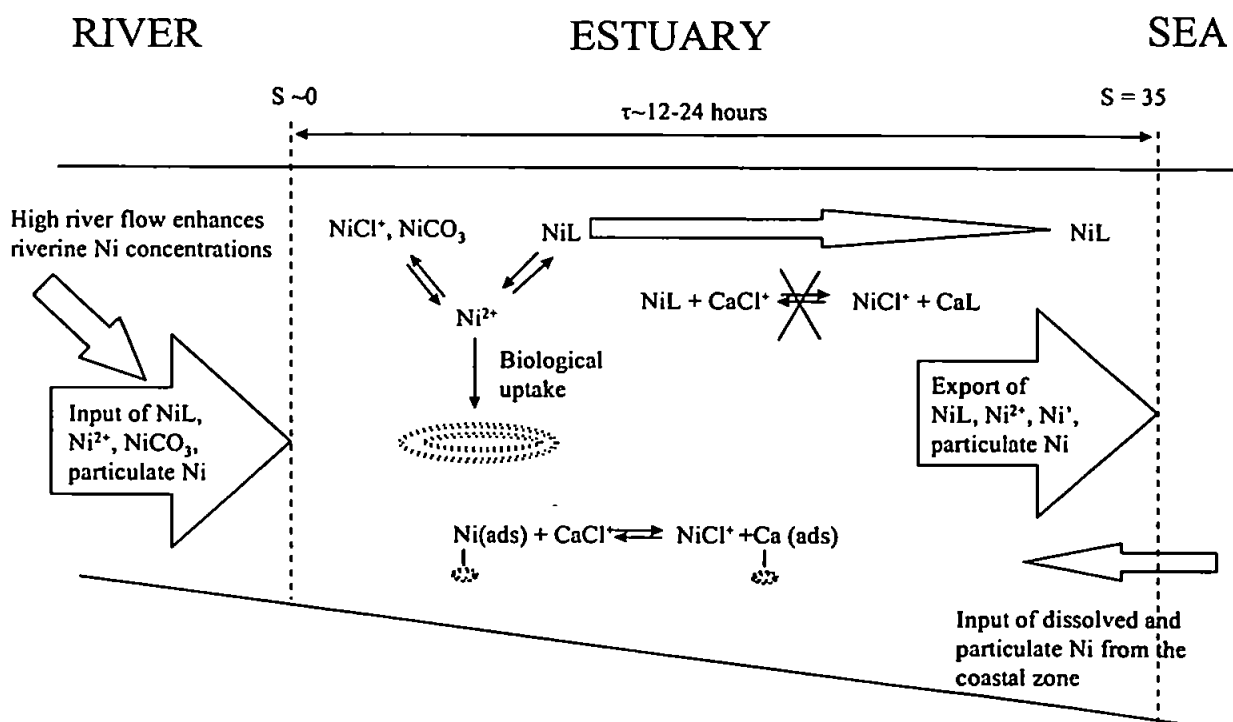 RIVER
ESTUARY
SEA
S ~0
S = 35
τ~12-24 hours
High river flow enhances
riverine Ni concentrations
NiCl⁺, NiCO₃
NiL
NiL
NiL + CaCl⁺
NiCl⁺ + CaL
Ni²⁺
Biological
uptake
Input of NiL,
Ni²⁺, NiCO₃,
particulate Ni
Export of
NiL, Ni²⁺, Ni',
particulate Ni
Ni(ads) + CaCl⁺
NiCl⁺ +Ca (ads)
Input of dissolved and
particulate Ni from the
coastal zone